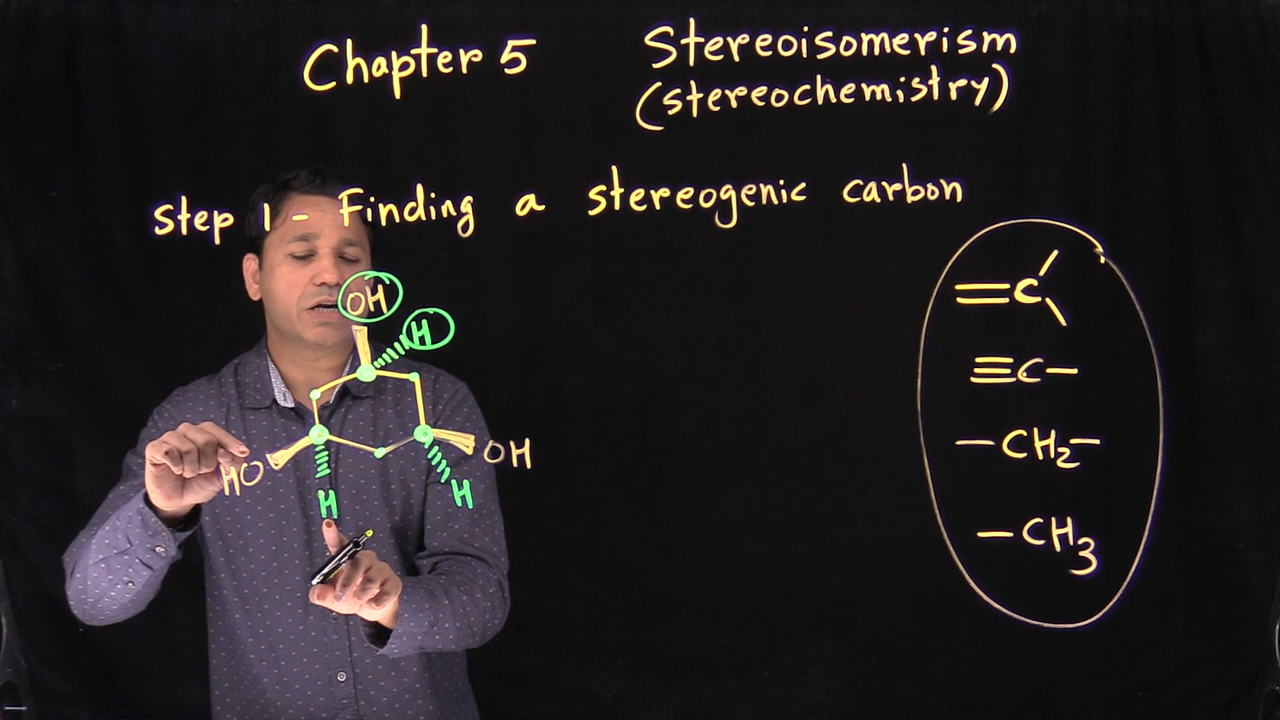 Chapter 5
Stereoisomerism
(stereochemistry)
Step 1 - Finding a stereogenic carbon
OH
H
HO
OH
H
H
=C
≡C-
-CH₂-
-CH₃